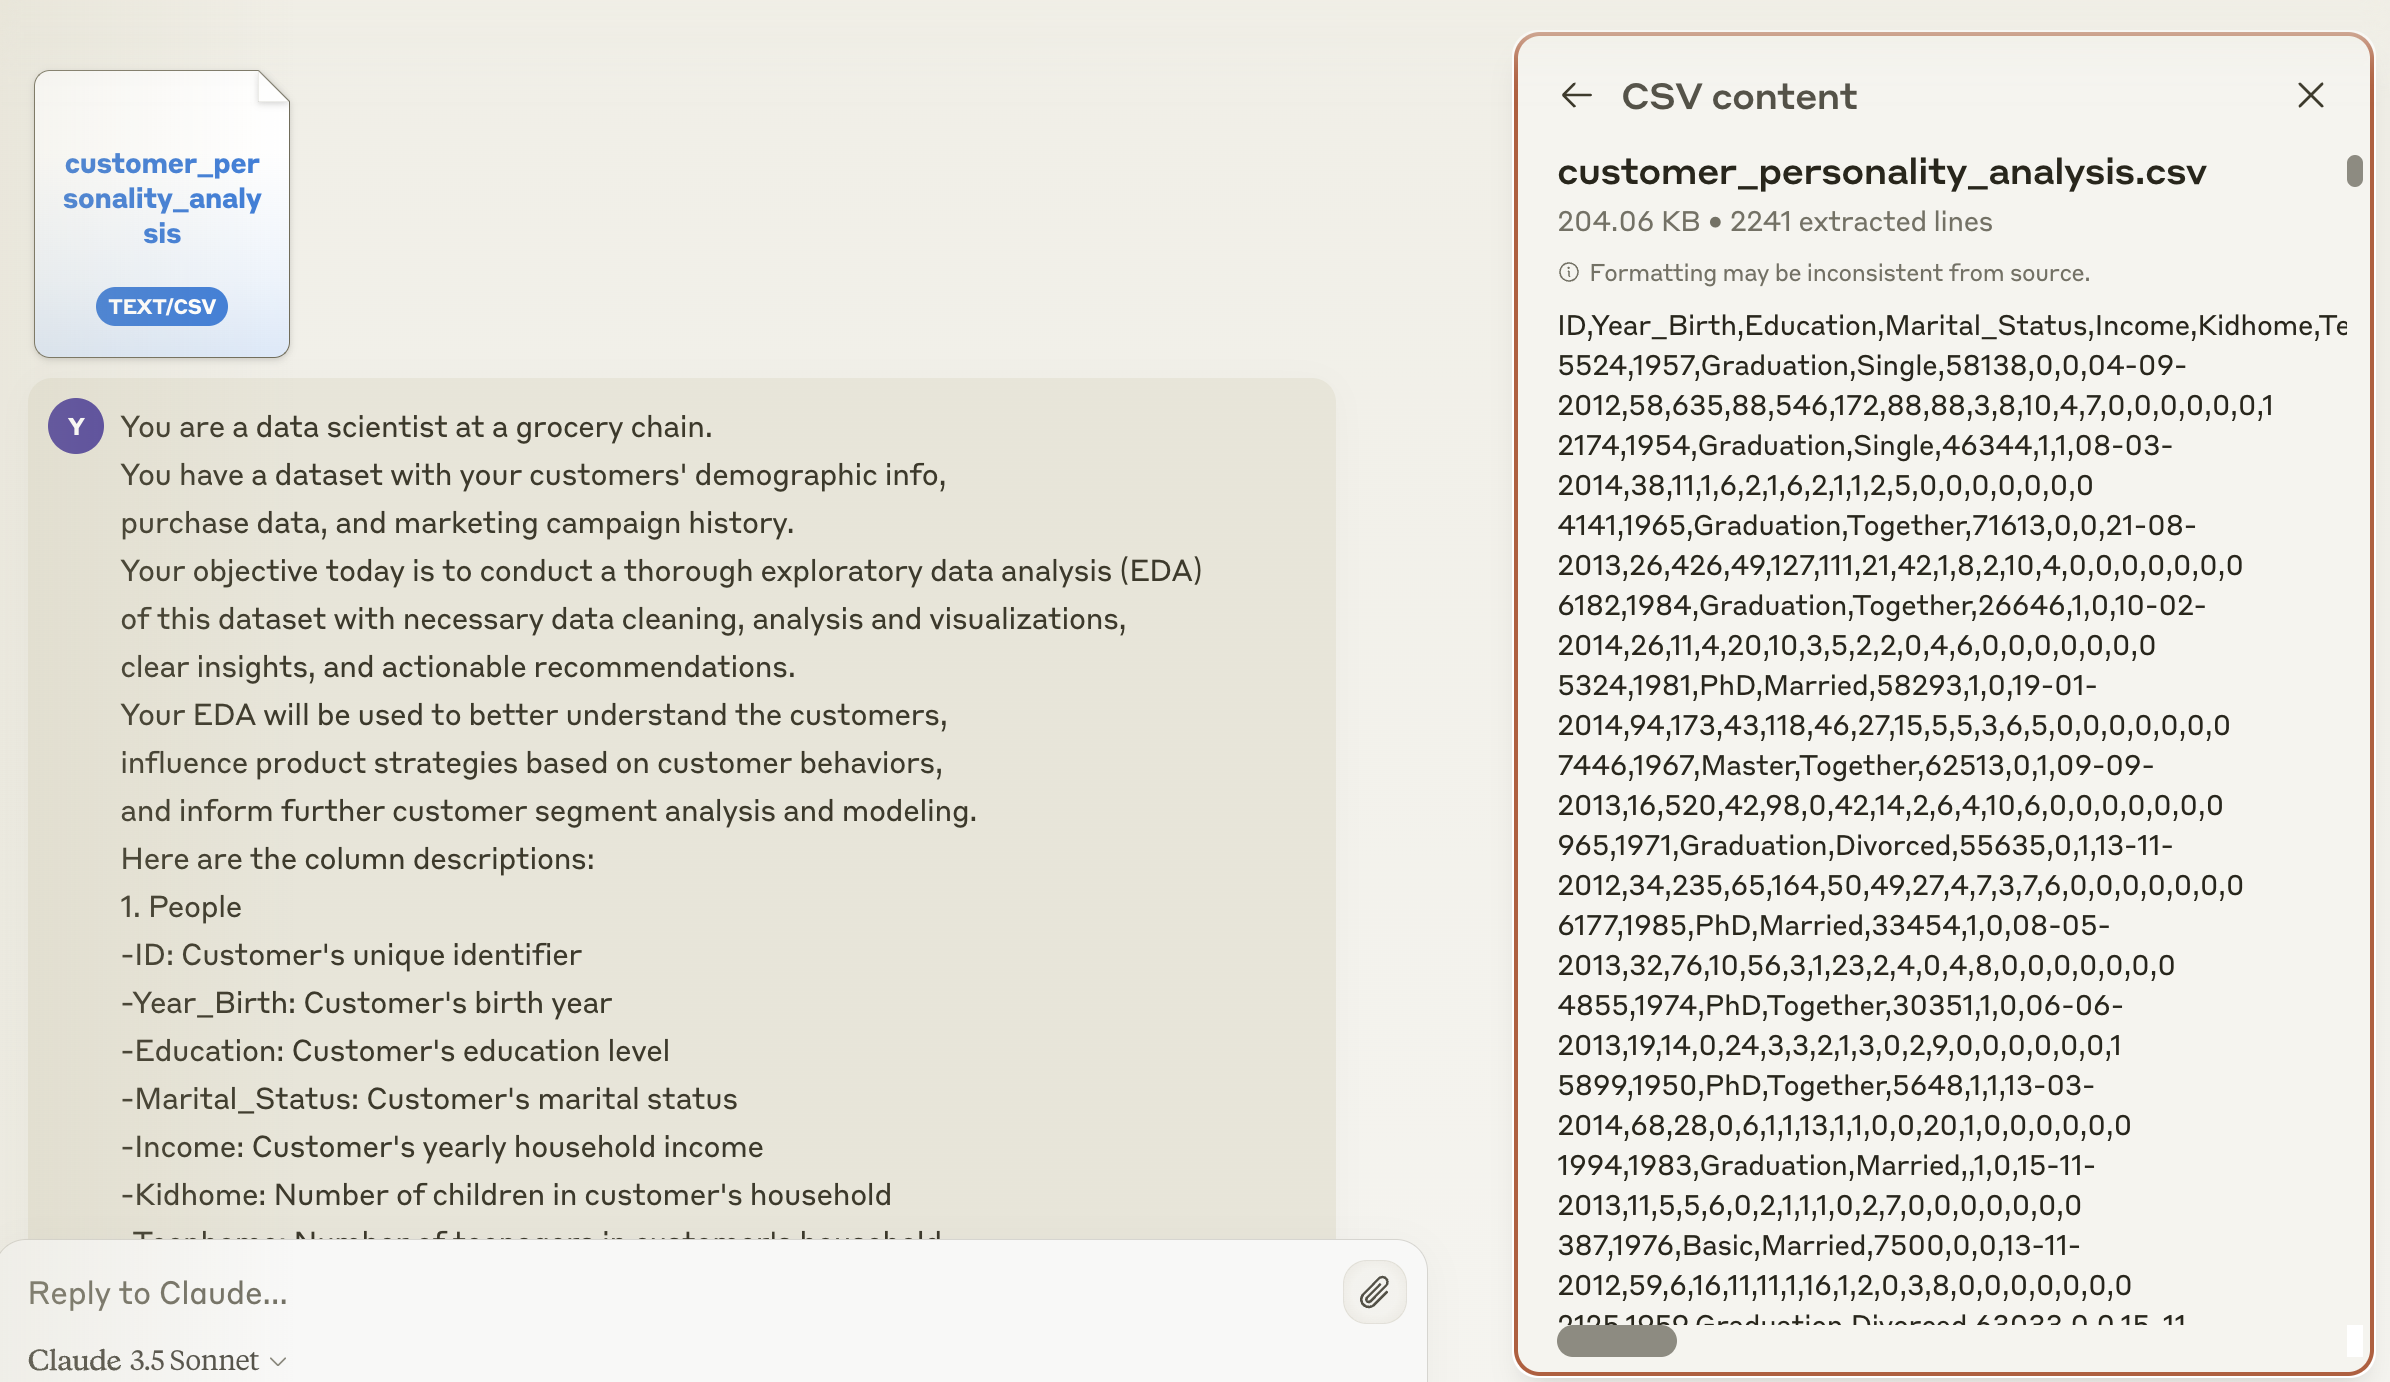 customer_per
sonality_analy
sis
TEXT/CSV
Y
You are a data scientist at a grocery chain.
You have a dataset with your customers' demographic info,
purchase data, and marketing campaign history.
Your objective today is to conduct a thorough exploratory data analysis (EDA)
of this dataset with necessary data cleaning, analysis and visualizations,
clear insights, and actionable recommendations.
Your EDA will be used to better understand the customers,
influence product strategies based on customer behaviors,
and inform further customer segment analysis and modeling.
Here are the column descriptions:
1. People
-ID: Customer's unique identifier
-Year_Birth: Customer's birth year
-Education: Customer's education level
-Marital_Status: Customer's marital status
-Income: Customer's yearly household income
-Kidhome: Number of children in customer's household
-Teenhome: Number of teenagers in customer's household
Reply to Claude...
Claude 3.5 Sonnet
CSV content
customer_personality_analysis.csv
204.06 KB • 2241 extracted lines
Formatting may be inconsistent from source.
ID,Year_Birth,Education,Marital_Status,Income,Kidhome,Te
5524,1957,Graduation,Single,58138,0,0,04-09-
2012,58,635,88,546,172,88,88,3,8,10,4,7,0,0,0,0,0,0,1
2174,1954,Graduation,Single,46344,1,1,08-03-
2014,38,11,1,6,2,1,6,2,1,1,2,5,0,0,0,0,0,0,0
4141,1965,Graduation,Together,71613,0,0,21-08-
2013,26,426,49,127,111,21,42,1,8,2,10,4,0,0,0,0,0,0,0
6182,1984,Graduation,Together,26646,1,0,10-02-
2014,26,11,4,20,10,3,5,2,2,0,4,6,0,0,0,0,0,0,0
5324,1981,PhD,Married,58293,1,0,19-01-
2014,94,173,43,118,46,27,15,5,5,3,6,5,0,0,0,0,0,0,0
7446,1967,Master,Together,62513,0,1,09-09-
2013,16,520,42,98,0,42,14,2,6,4,10,6,0,0,0,0,0,0,0
965,1971,Graduation,Divorced,55635,0,1,13-11-
2012,34,235,65,164,50,49,27,4,7,3,7,6,0,0,0,0,0,0,0
6177,1985,PhD,Married,33454,1,0,08-05-
2013,32,76,10,56,3,1,23,2,4,0,4,8,0,0,0,0,0,0,0
4855,1974,PhD,Together,30351,1,0,06-06-
2013,19,14,0,24,3,3,2,1,3,0,2,9,0,0,0,0,0,0,1
5899,1950,PhD,Together,5648,1,1,13-03-
2014,68,28,0,6,1,1,13,1,1,0,0,20,1,0,0,0,0,0,0
1994,1983,Graduation,Married,,1,0,15-11-
2013,11,5,5,6,0,2,1,1,1,0,2,7,0,0,0,0,0,0,0
387,1976,Basic,Married,7500,0,0,13-11-
2012,59,6,16,11,11,1,16,1,2,0,3,8,0,0,0,0,0,0,0
2125,1959,Graduation,Divorced,63033,0,0,15-11-